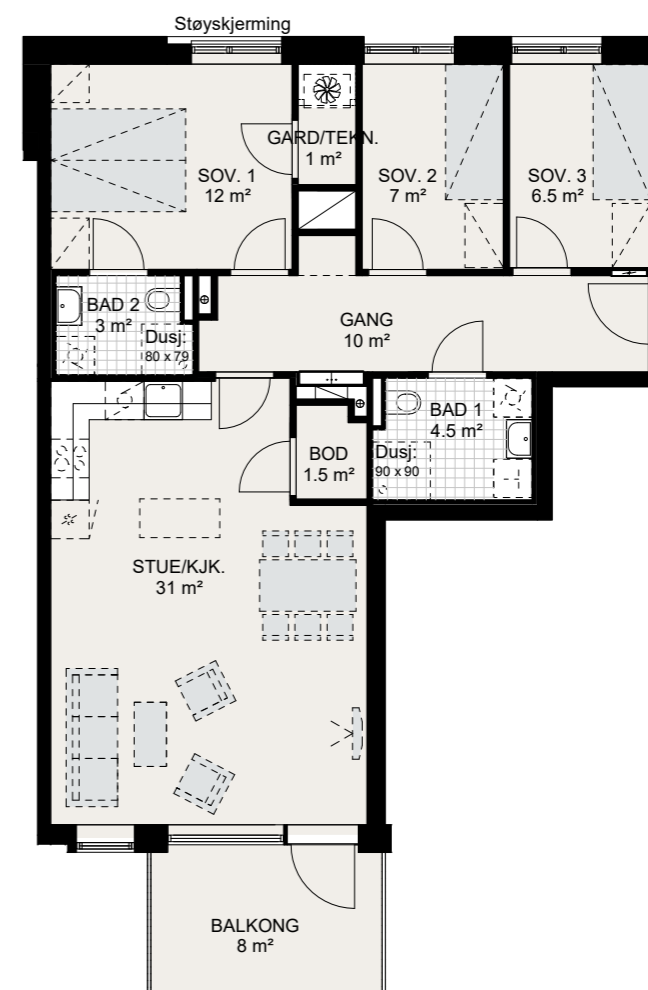 Støyskjerming
GARD/TEKN.
1 m²
SOV. 1
12 m²
SOV. 2
7 m²
SOV. 3
6.5 m²
BAD 2
3 m²
Dusj:
80 x 79
GANG
10 m²
BAD 1
4.5 m²
Dusj:
90 x 90
BOD
1.5 m²
STUE/KJK.
31 m²
BALKONG
8 m²